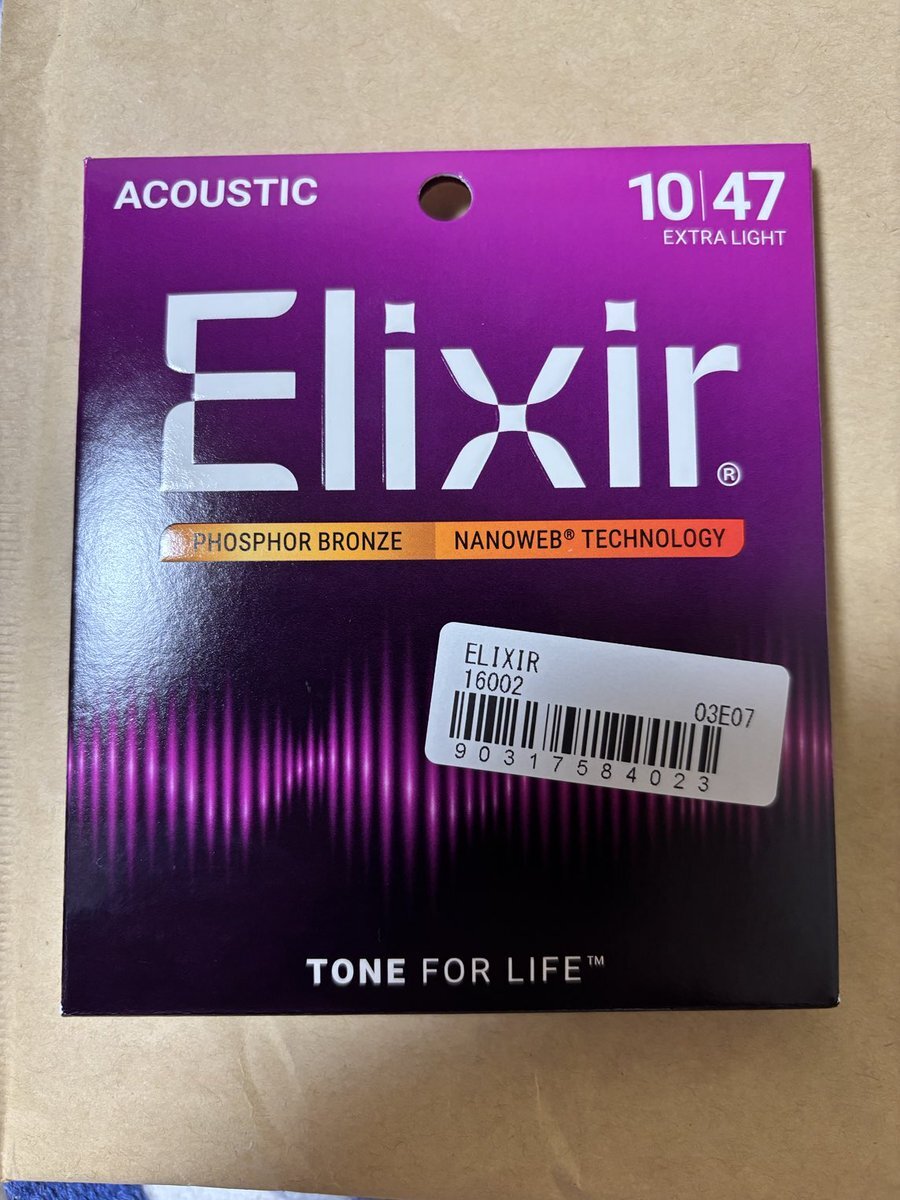 ACOUSTIC
10|47
EXTRA LIGHT
Elixir®
PHOSPHOR BRONZE NANOWEB® TECHNOLOGY
ELIXIR
16002
03E07
90317584023
TONE FOR LIFE™